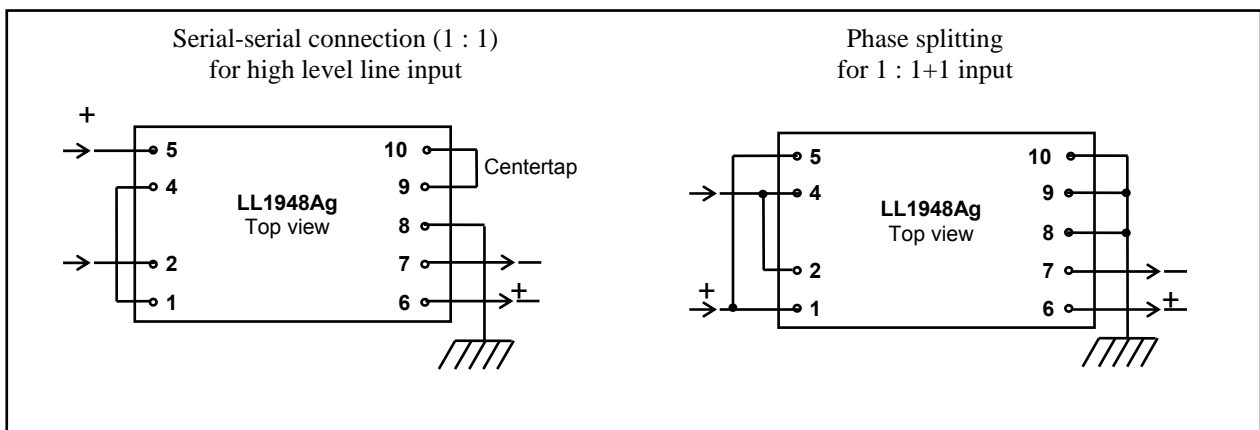 Serial-serial connection (1 : 1)
for high level line input
+
5
4
2
1
LL1948Ag
Top view
10
9
8
7
6
Centertap
−
+
Phase splitting
for 1 : 1+1 input
5
4
2
1
+
LL1948Ag
Top view
10
9
8
7
6
−
+